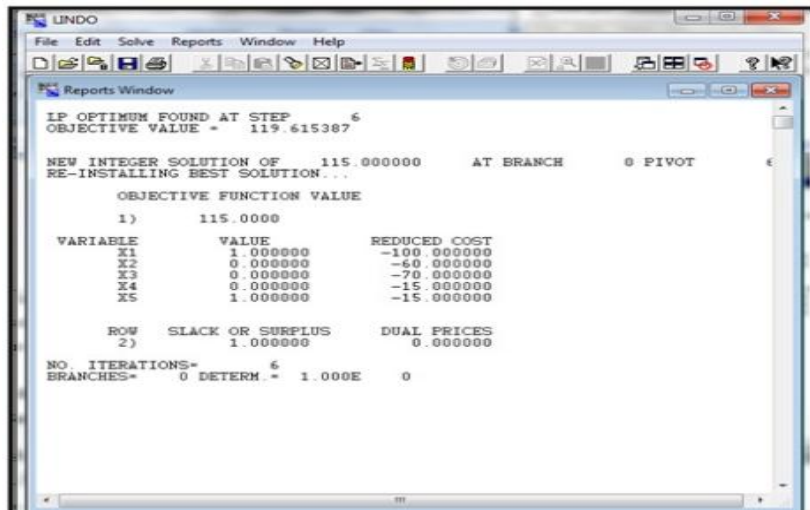 LINDO
File Edit Solve Reports Window Help
Reports Window
LP OPTIMUM FOUND AT STEP 6
OBJECTIVE VALUE = 119.615387
NEW INTEGER SOLUTION OF 115.000000 AT BRANCH 0 PIVOT 6
RE-INSTALLING BEST SOLUTION...
OBJECTIVE FUNCTION VALUE
1) 115.0000
VARIABLE VALUE REDUCED COST
X1 1.000000 -100.000000
X2 0.000000 -60.000000
X3 0.000000 -70.000000
X4 0.000000 -15.000000
X5 1.000000 -15.000000
ROW SLACK OR SURPLUS DUAL PRICES
2) 1.000000 0.000000
NO. ITERATIONS= 6
BRANCHES= 0 DETERM.= 1.000E 0